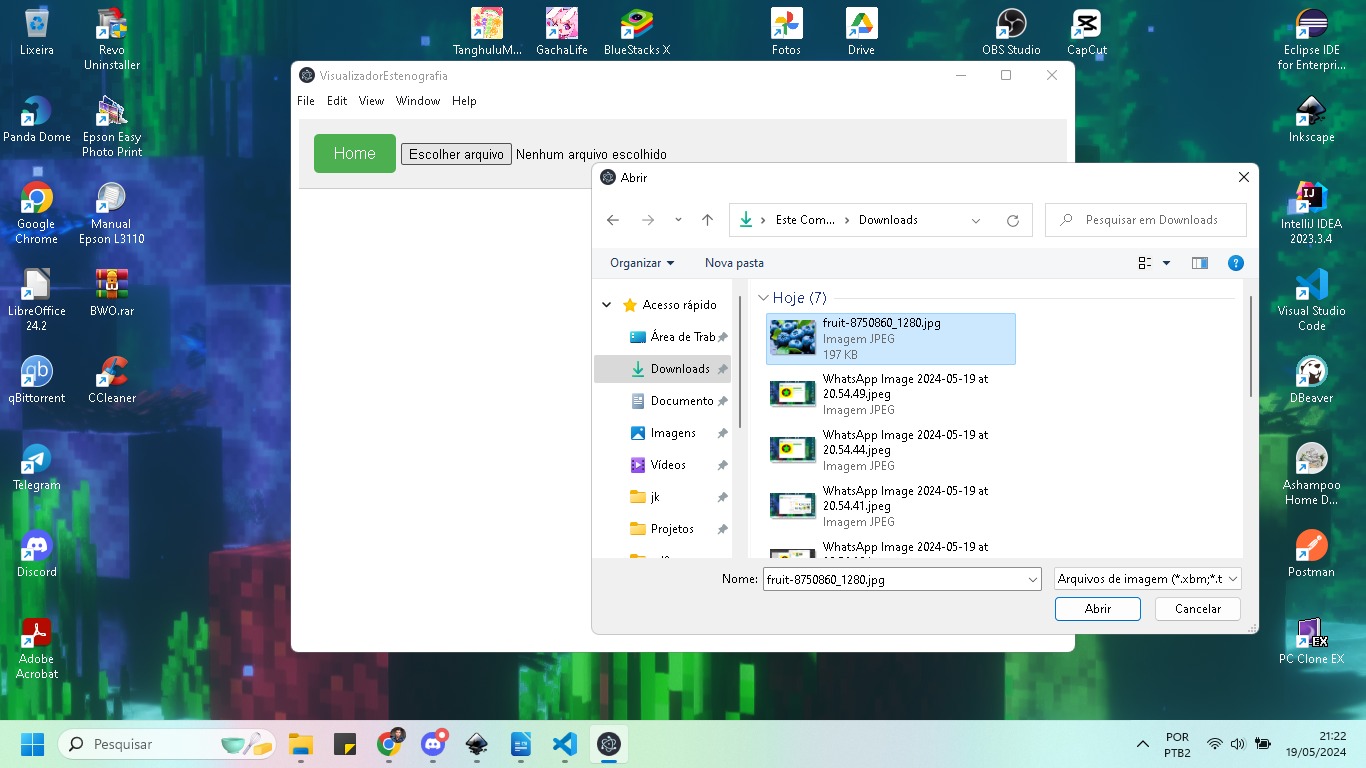 Lixeira
Revo
Uninstaller
TanghuluM...
GachaLife
BlueStacks X
Fotos
Drive
OBS Studio
CapCut
Eclipse IDE
for Enterpri...
Panda Dome
Epson Easy
Photo Print
Inkscape
Google
Chrome
Manual
Epson L3110
IntelliJ IDEA
2023.3.4
LibreOffice
24.2
BWO.rar
Visual Studio
Code
qBittorrent
CCleaner
DBeaver
Telegram
Ashampoo
Home D...
Discord
Postman
Adobe
Acrobat
PC Clone EX
VisualizadorEstenografia
File Edit View Window Help
Home Escolher arquivo Nenhum arquivo escolhido
Abrir
Este Com... Downloads
Pesquisar em Downloads
Organizar Nova pasta
Acesso rápido
Área de Trab
Downloads
Documento
Imagens
Vídeos
jk
Projetos
Hoje (7)
fruit-8750860_1280.jpg
Imagem JPEG
197 KB
WhatsApp Image 2024-05-19 at
20.54.49.jpeg
Imagem JPEG
WhatsApp Image 2024-05-19 at
20.54.44.jpeg
Imagem JPEG
WhatsApp Image 2024-05-19 at
20.54.41.jpeg
Imagem JPEG
WhatsApp Image 2024-05-19 at
Nome: fruit-8750860_1280.jpg
Arquivos de imagem (*.xbm;*.t
Abrir Cancelar
Pesquisar
POR
PTB2
21:22
19/05/2024